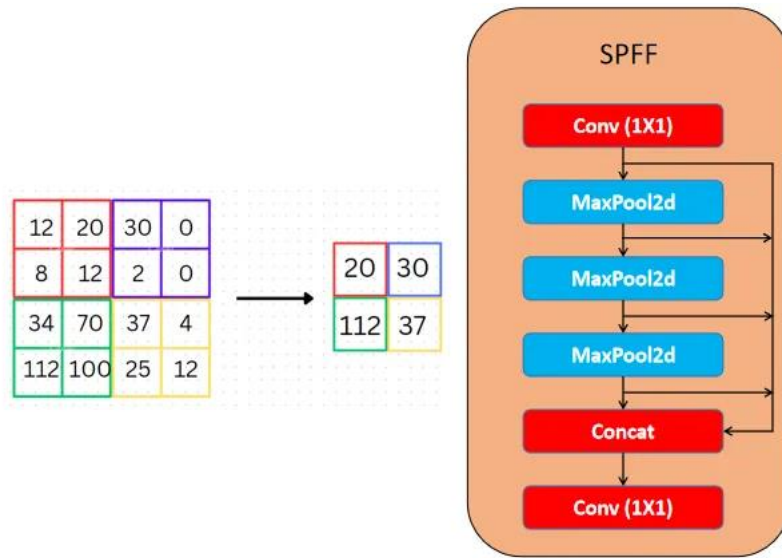 12 20 30 0
8 12 2 0
34 70 37 4
112 100 25 12
20 30
112 37
SPFF
Conv (1X1)
MaxPool2d
MaxPool2d
MaxPool2d
Concat
Conv (1X1)